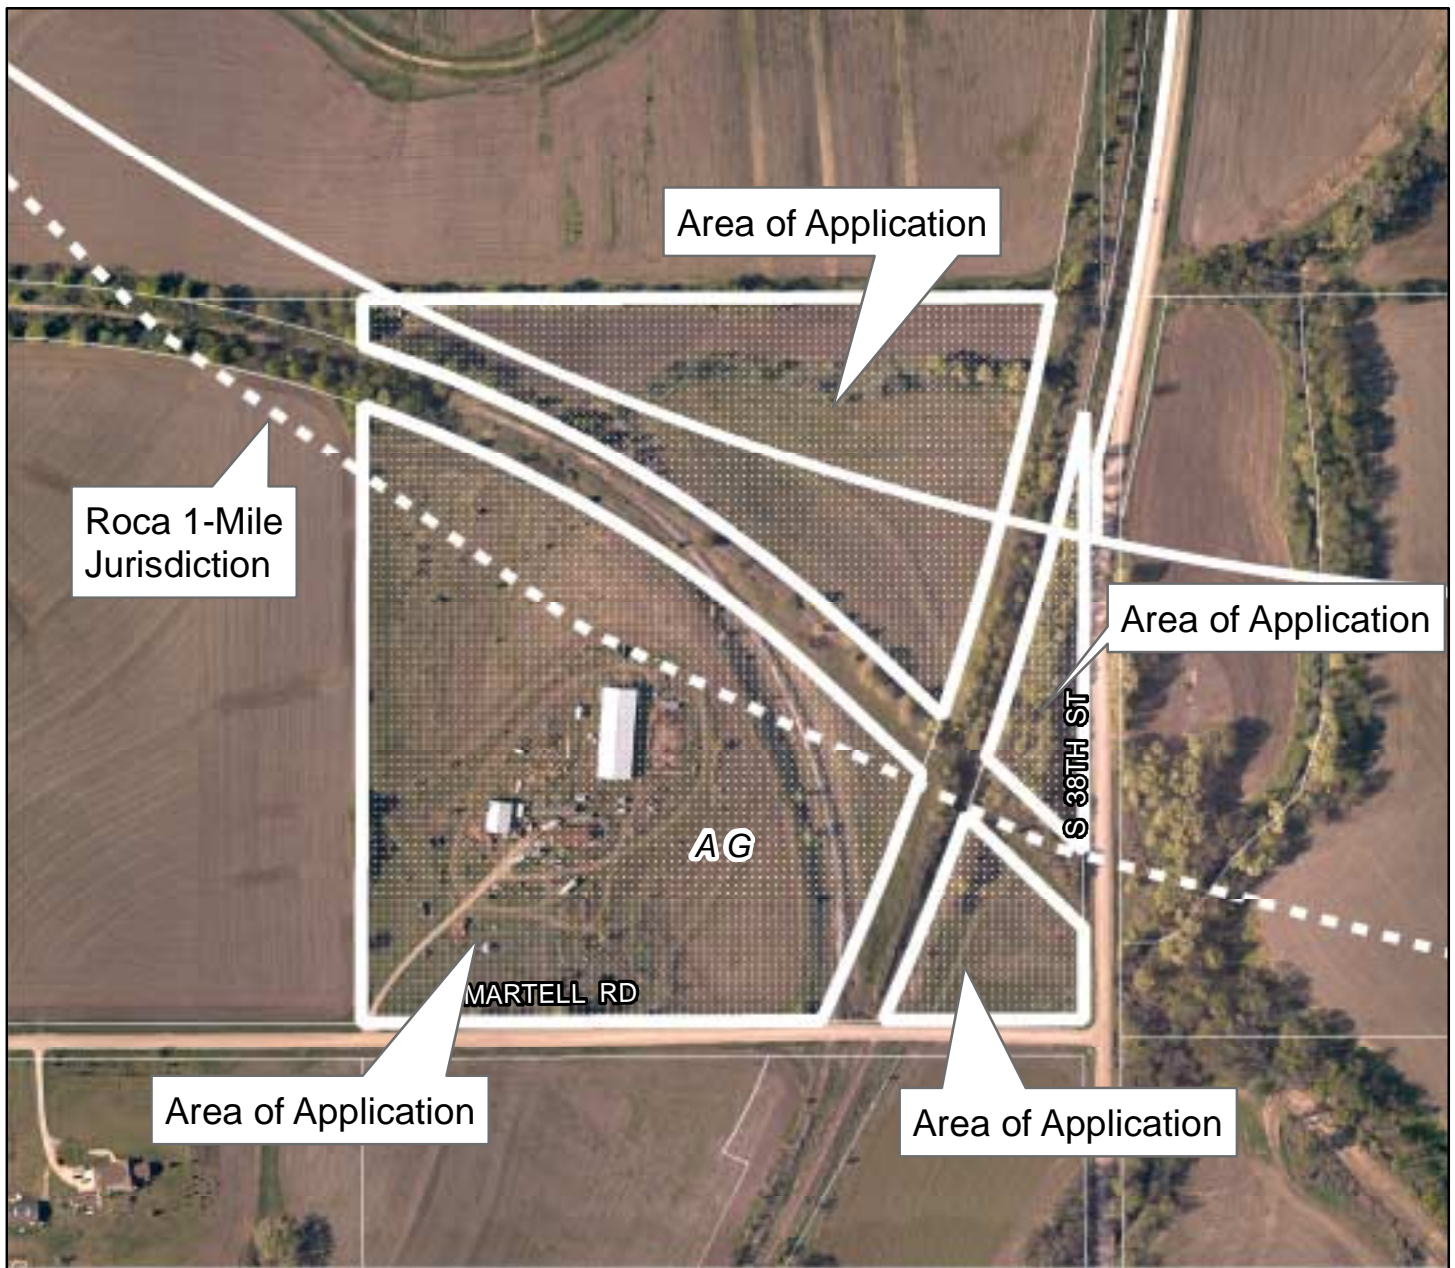 Area of Application
Roca 1-Mile
Jurisdiction
Area of Application
S 38TH ST
AG
MARTELL RD
Area of Application
Area of Application